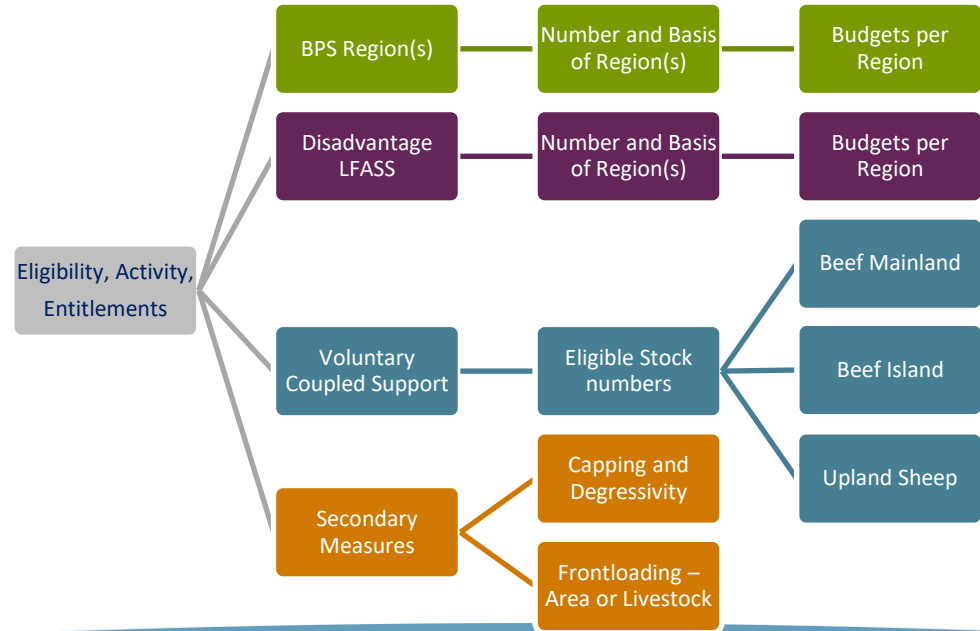 BPS Region(s)
Number and Basis
of Region(s)
Budgets per
Region
Disadvantage
LFASS
Number and Basis
of Region(s)
Budgets per
Region
Eligibility, Activity,
Entitlements
Voluntary
Coupled Support
Eligible Stock
numbers
Beef Mainland
Beef Island
Upland Sheep
Secondary
Measures
Capping and
Degressivity
Frontloading –
Area or Livestock